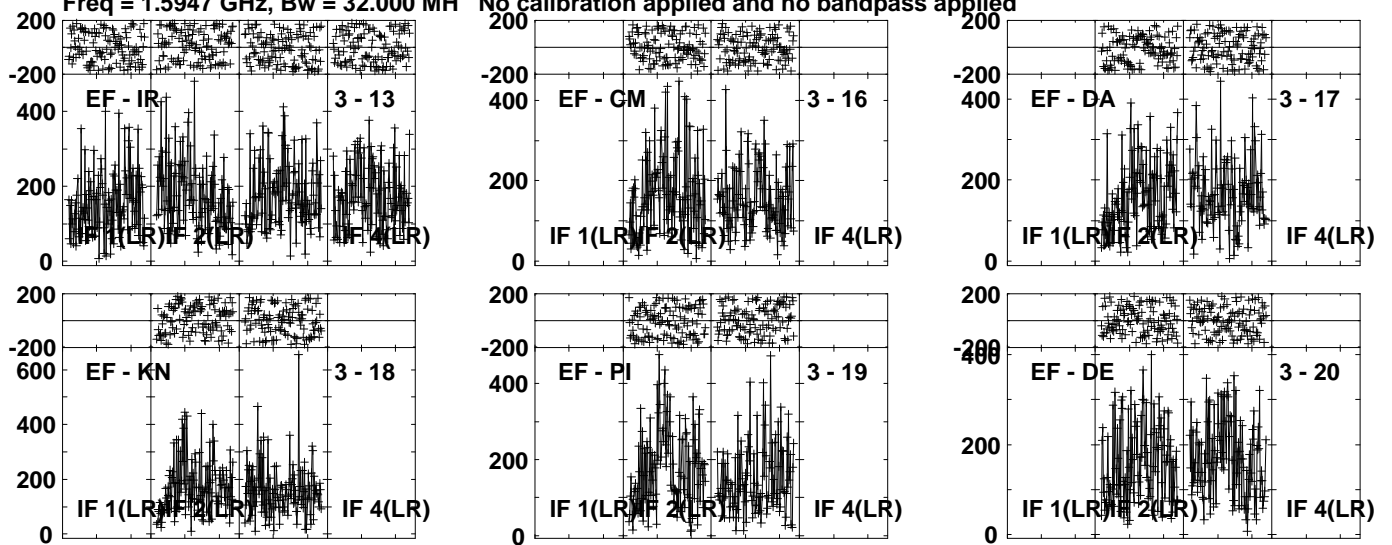 Freq = 1.5947 GHz, Bw = 32.000 MH No calibration applied and no bandpass applied
200
-200
400
200
0
EF - IR 3 - 13
IF 1(LR) IF 2(LR) IF 4(LR)
200
-200
400
200
0
EF - CM 3 - 16
IF 1(LR) IF 2(LR) IF 4(LR)
200
-200
400
200
0
EF - DA 3 - 17
IF 1(LR) IF 2(LR) IF 4(LR)
200
-200
600
400
200
0
EF - KN 3 - 18
IF 1(LR) IF 2(LR) IF 4(LR)
200
-200
400
200
0
EF - PI 3 - 19
IF 1(LR) IF 2(LR) IF 4(LR)
200
-200
400
200
0
EF - DE 3 - 20
IF 1(LR) IF 2(LR) IF 4(LR)